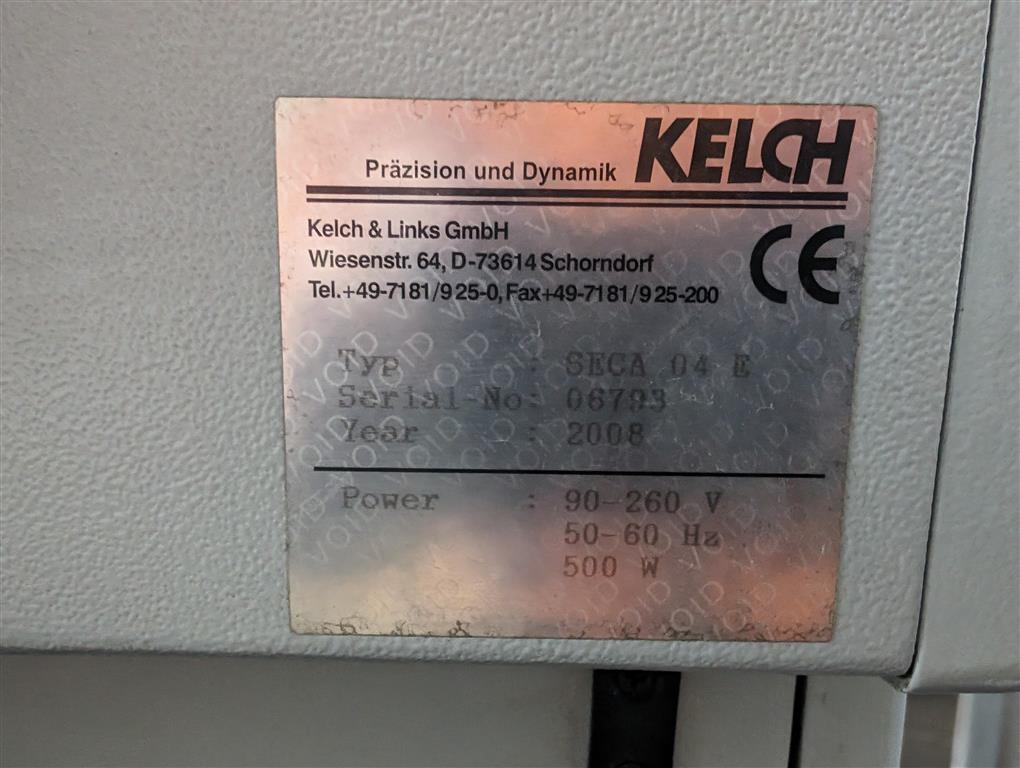 Präzision und Dynamik KELCH
Kelch & Links GmbH
Wiesenstr. 64, D-73614 Schorndorf
Tel.+49-7181/9 25-0, Fax+49-7181/9 25-200
CE
Typ : SECA 04 E
Serial-No: 06793
Year : 2008
Power : 90-260 V
50-60 Hz
500 W
VOID